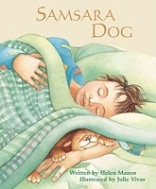 SAMSARA
DOG
Written by Helen Manos
Illustrated by Julie Vivas